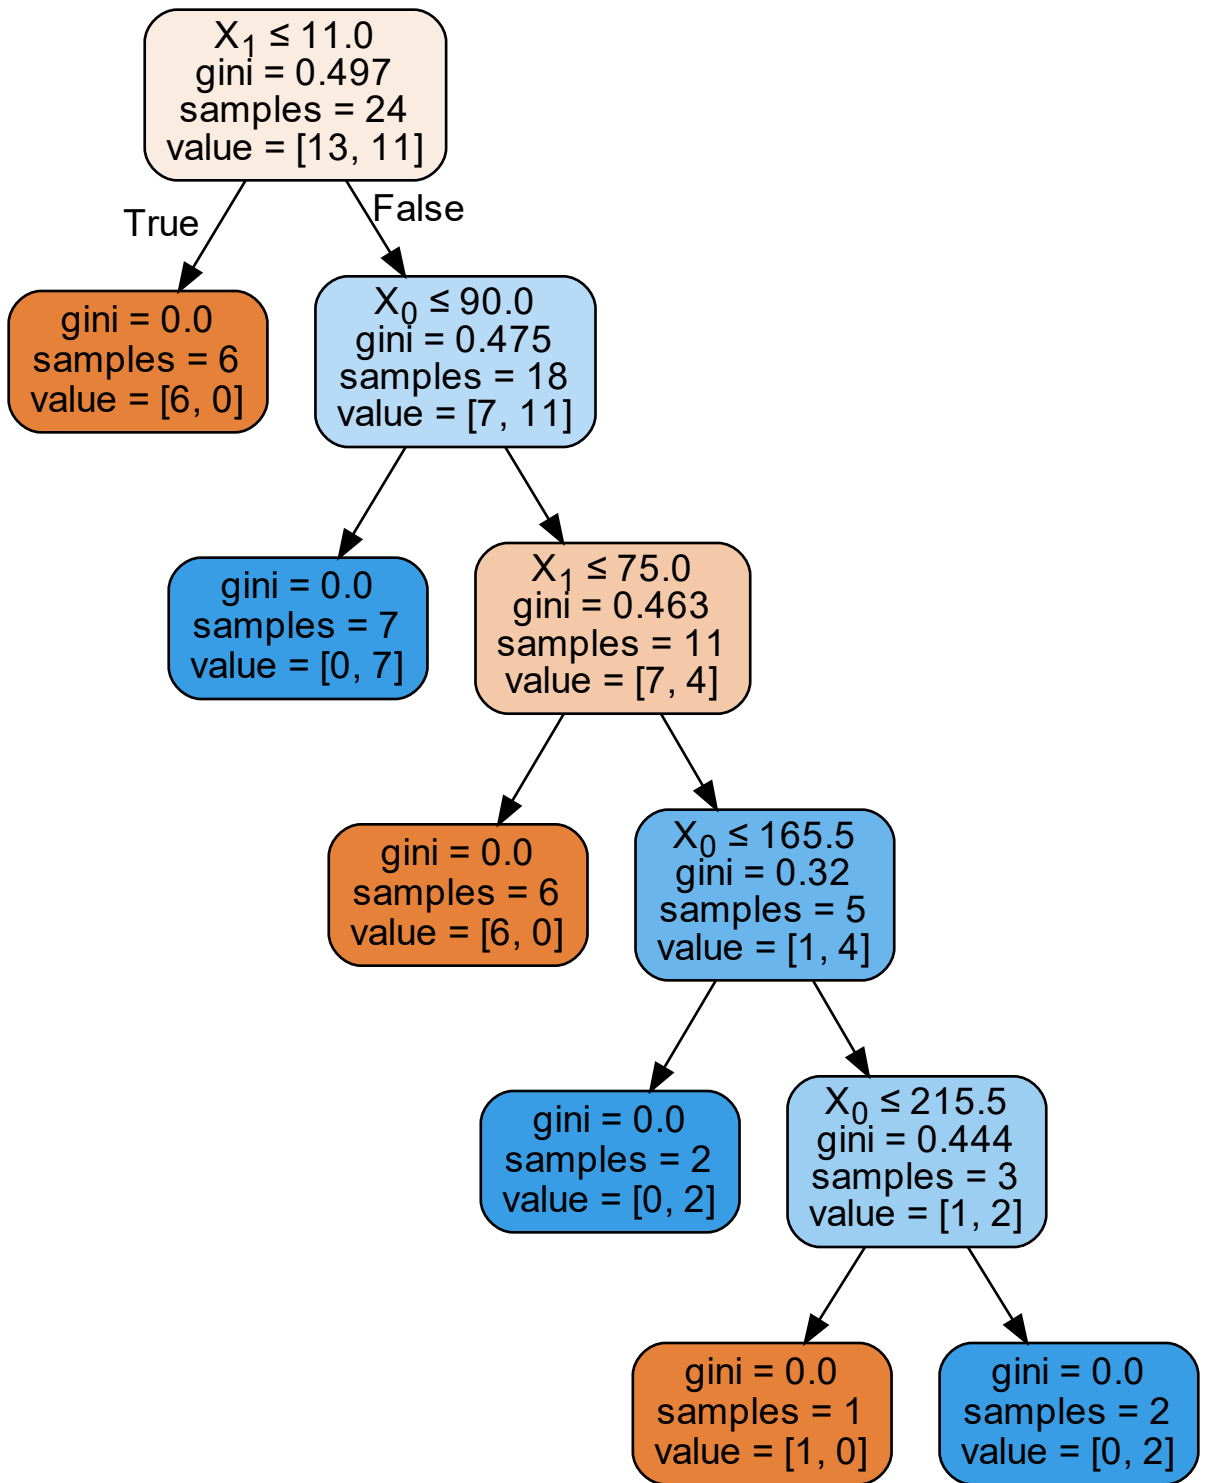 X₁ ≤ 11.0
gini = 0.497
samples = 24
value = [13, 11]
True
False
gini = 0.0
samples = 6
value = [6, 0]
X₀ ≤ 90.0
gini = 0.475
samples = 18
value = [7, 11]
gini = 0.0
samples = 7
value = [0, 7]
X₁ ≤ 75.0
gini = 0.463
samples = 11
value = [7, 4]
gini = 0.0
samples = 6
value = [6, 0]
X₀ ≤ 165.5
gini = 0.32
samples = 5
value = [1, 4]
gini = 0.0
samples = 2
value = [0, 2]
X₀ ≤ 215.5
gini = 0.444
samples = 3
value = [1, 2]
gini = 0.0
samples = 1
value = [1, 0]
gini = 0.0
samples = 2
value = [0, 2]